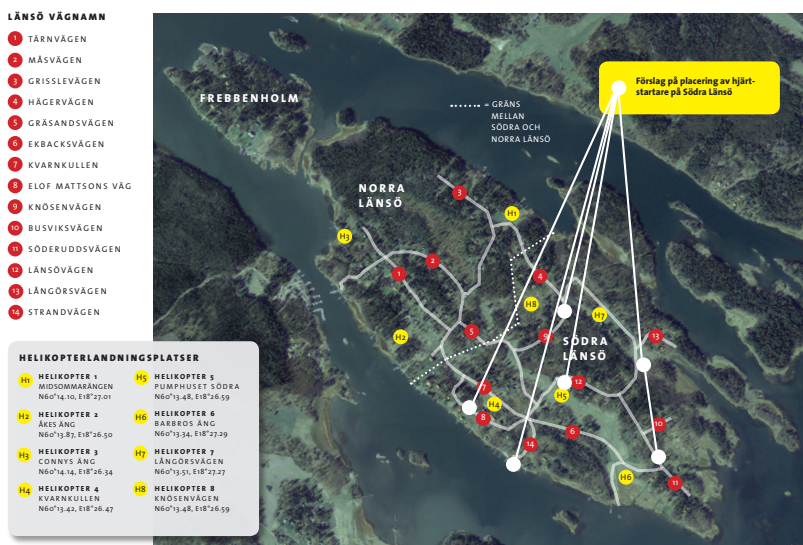 LÄNSÖ VÄGNAMN
1 TÄRNVÄGEN
2 MÅSVÄGEN
3 GRISSLEVÄGEN
4 HÄGERVÄGEN
5 GRÄSANDSVÄGEN
6 EKBACKSVÄGEN
7 KVARNKULLEN
8 ELOF MATTSONS VÄG
9 KNÖSENVÄGEN
10 BUSVIKSVÄGEN
11 SÖDERUDDSVÄGEN
12 LÄNSÖVÄGEN
13 LÅNGÖRSVÄGEN
14 STRANDVÄGEN
FREBBENHOLM
= GRÄNS
MELLAN
SÖDRA OCH
NORRA LÄNSÖ
Förslag på placering av hjärt-
startare på Södra Länsö
NORRA
LÄNSÖ
3
H1
H3
2
1
4
H8
H7
H2
5
9
SÖDRA
LÄNSÖ
13
12
H5
7
H4
8
6
10
14
H6
11
HELIKOPTERLANDNINGSPLATSER
H1 HELIKOPTER 1
MIDSOMMARÄNGEN
N60°14.10, E18°27.01
H2 HELIKOPTER 2
ÅKES ÄNG
N60°13.87, E18°26.50
H3 HELIKOPTER 3
CONNYS ÄNG
N60°14.14, E18°26.34
H4 HELIKOPTER 4
KVARNKULLEN
N60°13.42, E18°26.47
H5 HELIKOPTER 5
PUMPHUSET SÖDRA
N60°13.48, E18°26.59
H6 HELIKOPTER 6
BARBROS ÄNG
N60°13.34, E18°27.29
H7 HELIKOPTER 7
LÅNGÖRSVÄGEN
N60°13.51, E18°27.27
H8 HELIKOPTER 8
KNÖSENVÄGEN
N60°13.48, E18°26.59